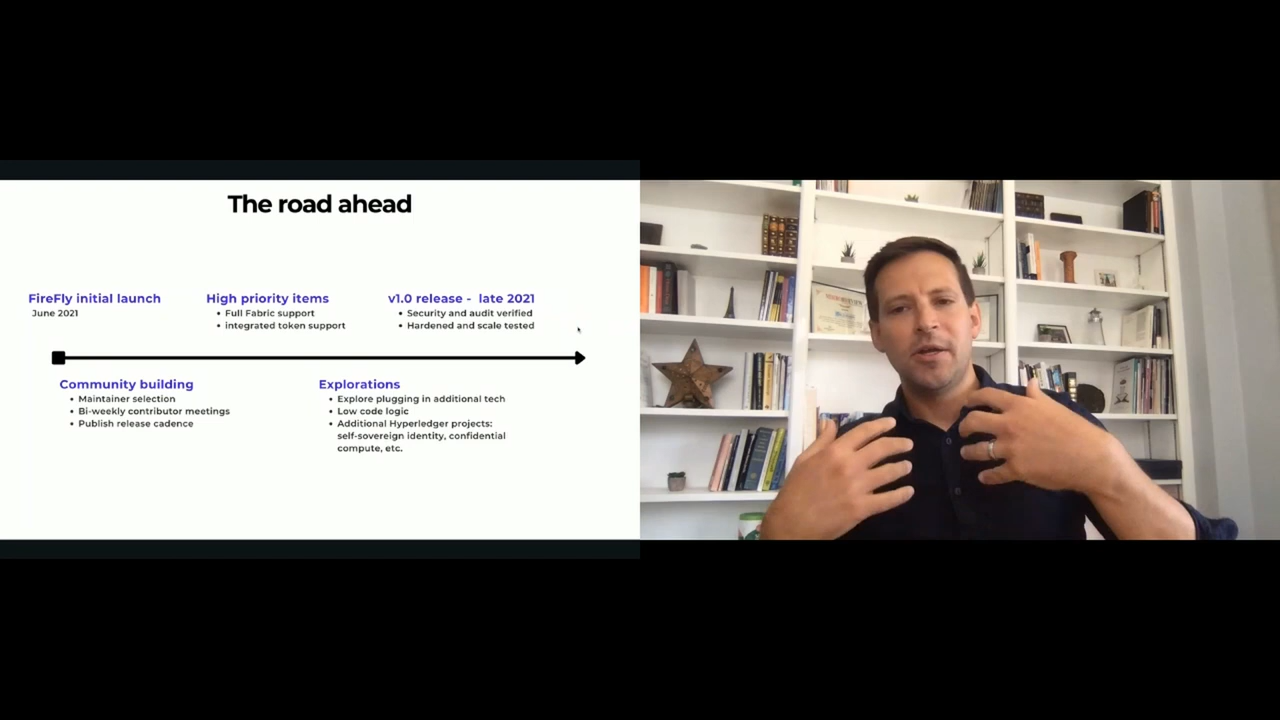 The road ahead
FireFly initial launch
June 2021
High priority items
• Full Fabric support
• integrated token support
v1.0 release - late 2021
• Security and audit verified
• Hardened and scale tested
Community building
• Maintainer selection
• Bi-weekly contributor meetings
• Publish release cadence
Explorations
• Explore plugging in additional tech
• Low code logic
• Additional Hyperledger projects:
self-sovereign identity, confidential
compute, etc.